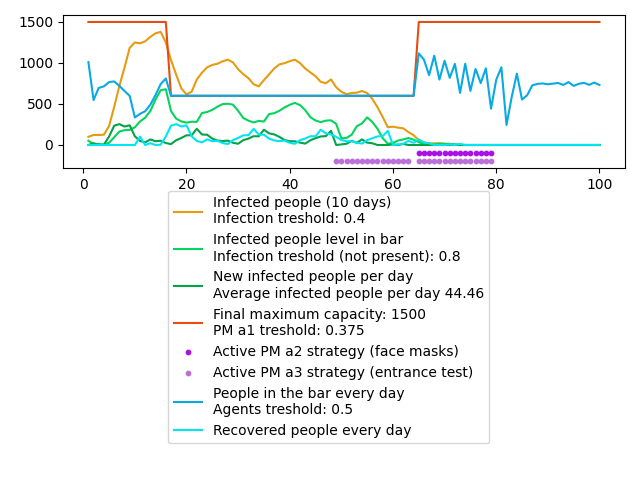 1500
1000
500
0
0 20 40 60 80 100
Infected people (10 days)
Infection treshold: 0.4
Infected people level in bar
Infection treshold (not present): 0.8
New infected people per day
Average infected people per day 44.46
Final maximum capacity: 1500
PM a1 treshold: 0.375
Active PM a2 strategy (face masks)
Active PM a3 strategy (entrance test)
People in the bar every day
Agents treshold: 0.5
Recovered people every day